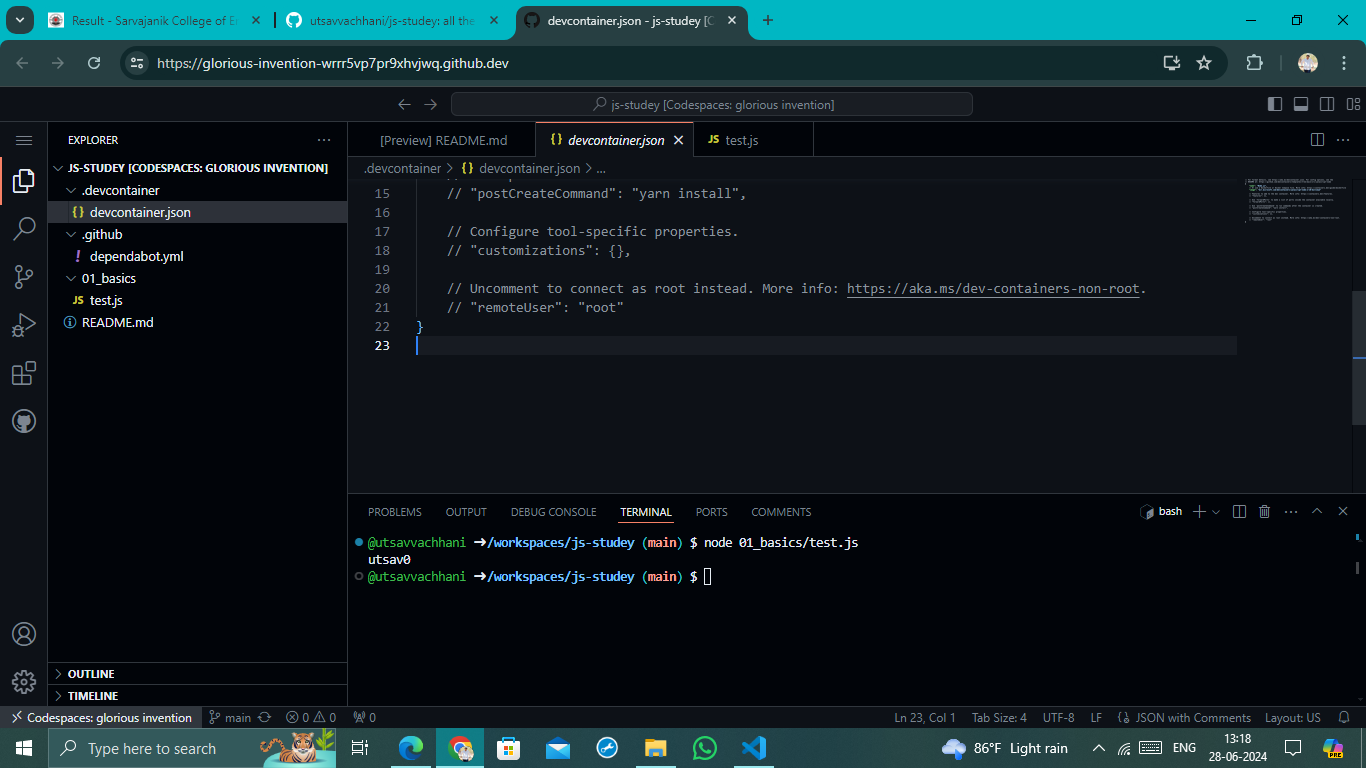 Result - Sarvajanik College of E
utsavvachhani/js-studey: all the
devcontainer.json - js-studey [C
https://glorious-invention-wrrr5vp7pr9xhvjwq.github.dev
js-studey [Codespaces: glorious invention]
EXPLORER
JS-STUDEY [CODESPACES: GLORIOUS INVENTION]
.devcontainer
{} devcontainer.json
.github
! dependabot.yml
01_basics
JS test.js
README.md
OUTLINE
TIMELINE
[Preview] README.md
{} devcontainer.json
JS test.js
.devcontainer > {} devcontainer.json > ...
15 // "postCreateCommand": "yarn install",
16
17 // Configure tool-specific properties.
18 // "customizations": {},
19
20 // Uncomment to connect as root instead. More info: https://aka.ms/dev-containers-non-root.
21 // "remoteUser": "root"
22 }
23
PROBLEMS OUTPUT DEBUG CONSOLE TERMINAL PORTS COMMENTS
bash
@utsavvachhani ➜/workspaces/js-studey (main) $ node 01_basics/test.js
utsav0
@utsavvachhani ➜/workspaces/js-studey (main) $
Codespaces: glorious invention main 0 0 0
Ln 23, Col 1 Tab Size: 4 UTF-8 LF {} JSON with Comments Layout: US
Type here to search
86°F Light rain
ENG
13:18
28-06-2024
PRE